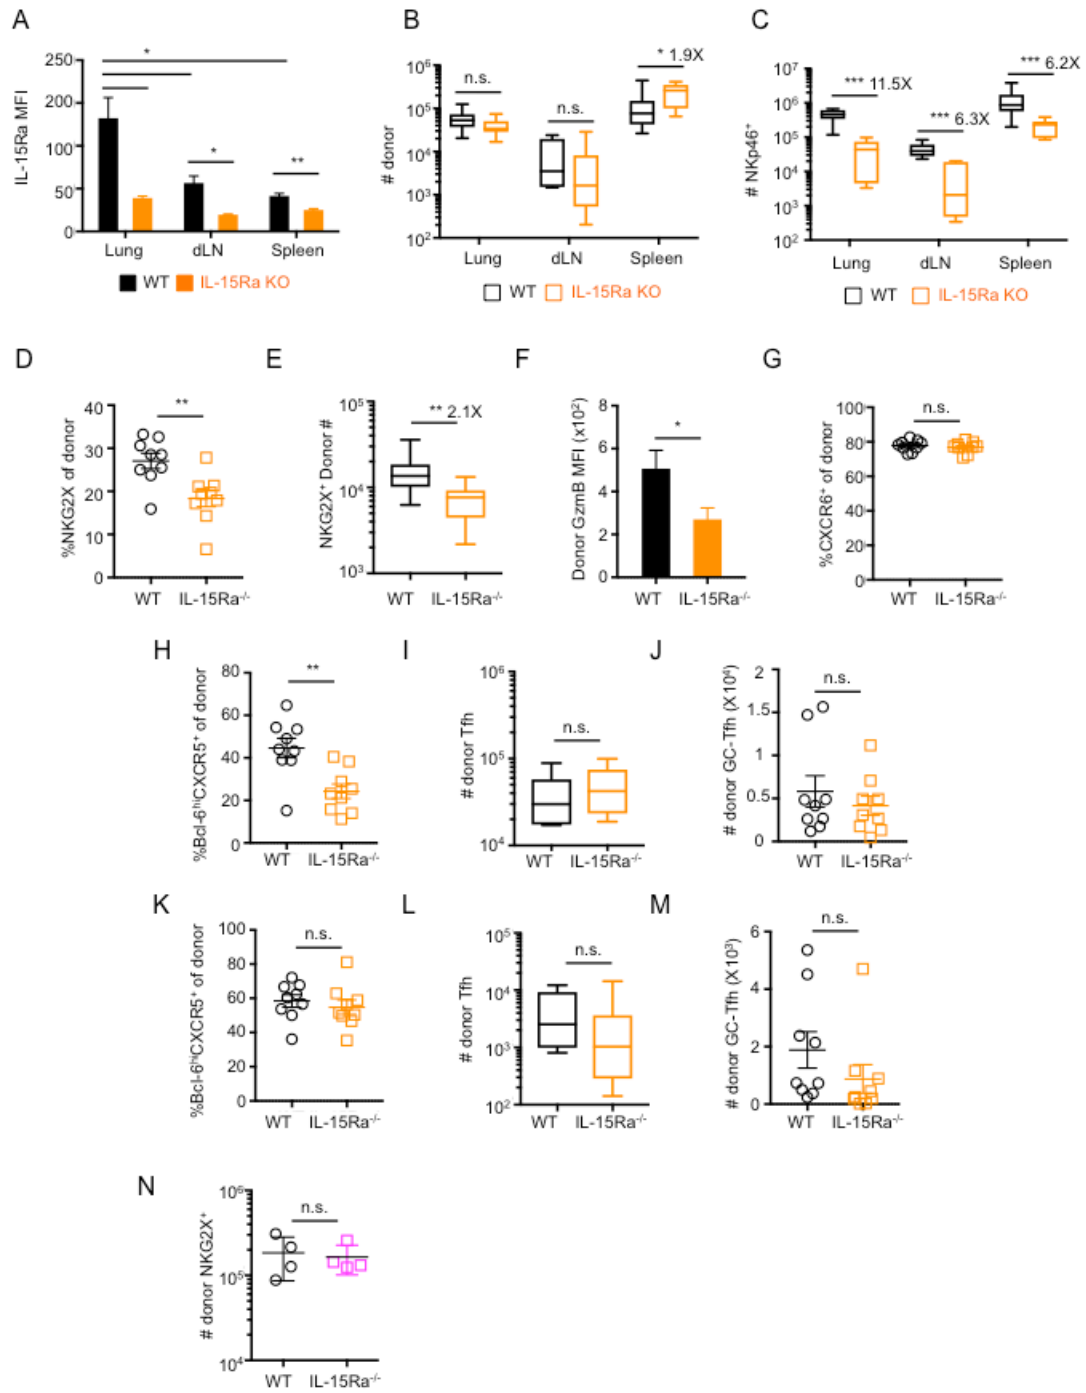 A
IL-15Ra MFI
250
200
100
50
0
*
*
**
Lung
dLN
Spleen
WT
IL-15Ra KO
B
# donor
10⁶
10⁵
10⁴
10³
10²
n.s.
n.s.
* 1.9X
Lung
dLN
Spleen
WT
IL-15Ra KO
C
# NKp46⁺
10⁷
10⁶
10⁵
10⁴
10³
10²
*** 11.5X
*** 6.3X
*** 6.2X
Lung
dLN
Spleen
WT
IL-15Ra KO
D
%NKG2X of donor
40
30
20
10
0
**
WT
IL-15Ra⁻/⁻
E
NKG2X⁺ Donor #
10⁵
10⁴
10³
** 2.1X
WT
IL-15Ra⁻/⁻
F
Donor GzmB MFI (x10²)
8
6
4
2
0
*
WT
IL-15Ra⁻/⁻
G
%CXCR6⁺ of donor
100
80
60
40
20
0
n.s.
WT
IL-15Ra⁻/⁻
H
%Bcl-6ʰⁱCXCR5⁺ of donor
80
60
40
20
0
**
WT
IL-15Ra⁻/⁻
I
# donor Tfh
10⁶
10⁵
10⁴
n.s.
WT
IL-15Ra⁻/⁻
J
# donor GC-Tfh (X10⁴)
2
1.5
1
0.5
0
n.s.
WT
IL-15Ra⁻/⁻
K
%Bcl-6ʰⁱCXCR5⁺ of donor
100
80
60
40
20
0
n.s.
WT
IL-15Ra⁻/⁻
L
# donor Tfh
10⁵
10⁴
10³
10²
n.s.
WT
IL-15Ra⁻/⁻
M
# donor GC-Tfh (X10³)
6
4
2
0
n.s.
WT
IL-15Ra⁻/⁻
N
# donor NKG2X⁺
10⁶
10⁵
10⁴
n.s.
WT
IL-15Ra⁻/⁻